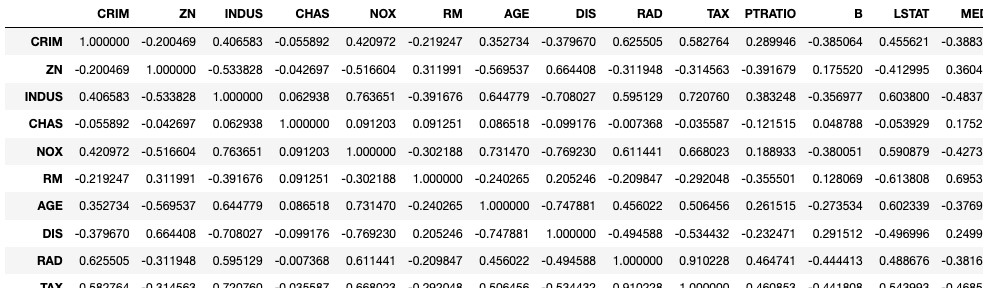 CRIM ZN INDUS CHAS NOX RM AGE DIS RAD TAX PTRATIO B LSTAT MED
CRIM 1.000000 -0.200469 0.406583 -0.055892 0.420972 -0.219247 0.352734 -0.379670 0.625505 0.582764 0.289946 -0.385064 0.455621 -0.3883
ZN -0.200469 1.000000 -0.533828 -0.042697 -0.516604 0.311991 -0.569537 0.664408 -0.311948 -0.314563 -0.391679 0.175520 -0.412995 0.3604
INDUS 0.406583 -0.533828 1.000000 0.062938 0.763651 -0.391676 0.644779 -0.708027 0.595129 0.720760 0.383248 -0.356977 0.603800 -0.4837
CHAS -0.055892 -0.042697 0.062938 1.000000 0.091203 0.091251 0.086518 -0.099176 -0.007368 -0.035587 -0.121515 0.048788 -0.053929 0.1752
NOX 0.420972 -0.516604 0.763651 0.091203 1.000000 -0.302188 0.731470 -0.769230 0.611441 0.668023 0.188933 -0.380051 0.590879 -0.4273
RM -0.219247 0.311991 -0.391676 0.091251 -0.302188 1.000000 -0.240265 0.205246 -0.209847 -0.292048 -0.355501 0.128069 -0.613808 0.6953
AGE 0.352734 -0.569537 0.644779 0.086518 0.731470 -0.240265 1.000000 -0.747881 0.456022 0.506456 0.261515 -0.273534 0.602339 -0.3769
DIS -0.379670 0.664408 -0.708027 -0.099176 -0.769230 0.205246 -0.747881 1.000000 -0.494588 -0.534432 -0.232471 0.291512 -0.496996 0.2499
RAD 0.625505 -0.311948 0.595129 -0.007368 0.611441 -0.209847 0.456022 -0.494588 1.000000 0.910228 0.464741 -0.444413 0.488676 -0.3816
TAX 0.582764 -0.314563 0.720760 -0.035587 0.668023 -0.292048 0.506456 -0.534432 0.910228 1.000000 0.460853 -0.441808 0.543993 -0.4685